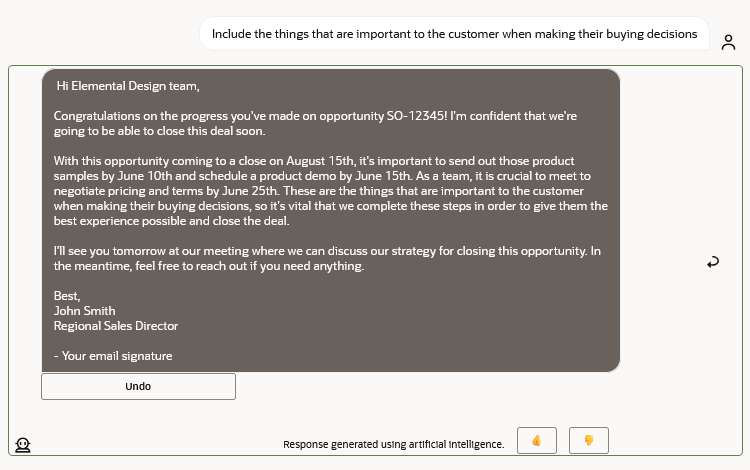 Include the things that are important to the customer when making their buying decisions
Hi Elemental Design team,
Congratulations on the progress you've made on opportunity SO-12345! I'm confident that we're
going to be able to close this deal soon.
With this opportunity coming to a close on August 15th, it's important to send out those product
samples by June 10th and schedule a product demo by June 15th. As a team, it is crucial to meet to
negotiate pricing and terms by June 25th. These are the things that are important to the customer
when making their buying decisions, so it's vital that we complete these steps in order to give them the
best experience possible and close the deal.
I'll see you tomorrow at our meeting where we can discuss our strategy for closing this opportunity. In
the meantime, feel free to reach out if you need anything.
Best,
John Smith
Regional Sales Director
- Your email signature
Undo
Response generated using artificial intelligence.